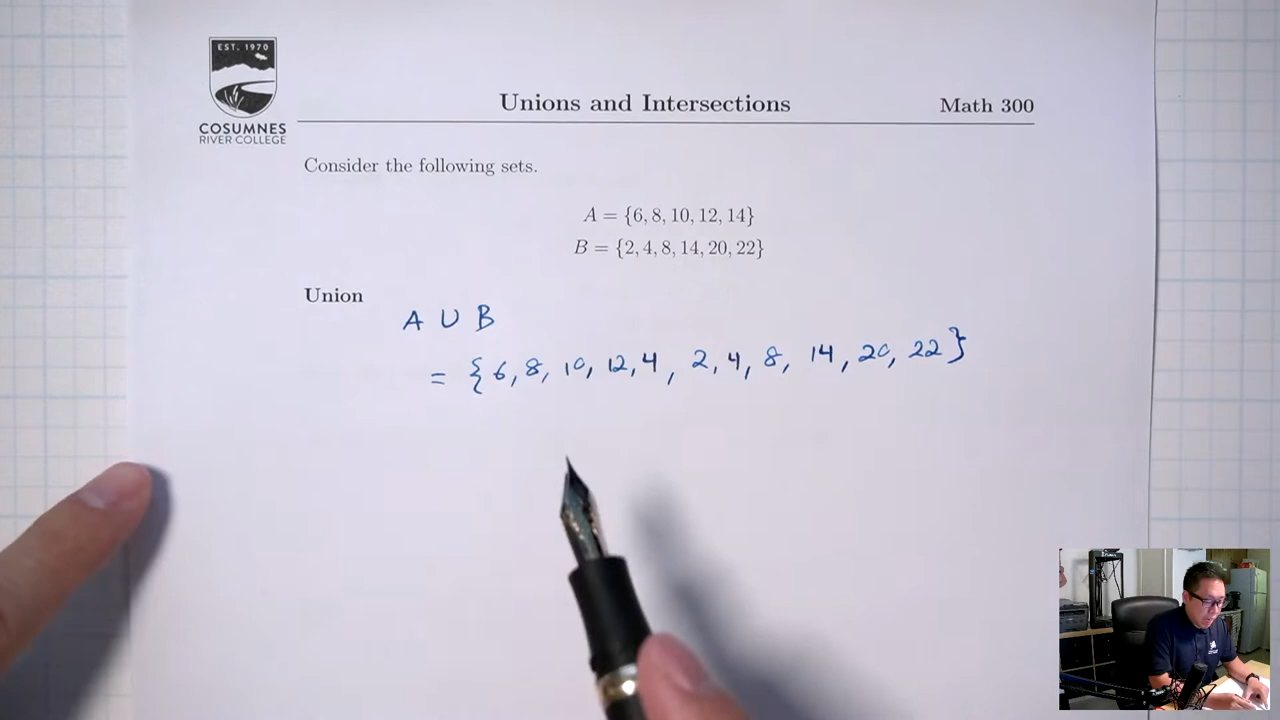 EST. 1970
COSUMNES
RIVER COLLEGE
Unions and Intersections
Math 300
Consider the following sets.
A = {6, 8, 10, 12, 14}
B = {2, 4, 8, 14, 20, 22}
Union
A ∪ B
= {6, 8, 10, 12, 4, 2, 4, 8, 14, 20, 22}